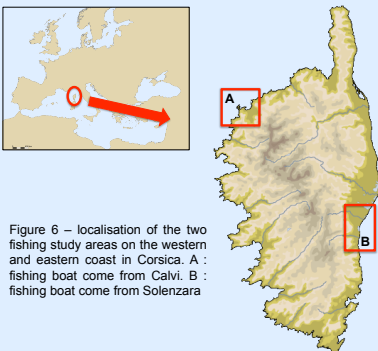 A
B
Figure 6 – localisation of the two
fishing study areas on the western
and eastern coast in Corsica. A :
fishing boat come from Calvi. B :
fishing boat come from Solenzara